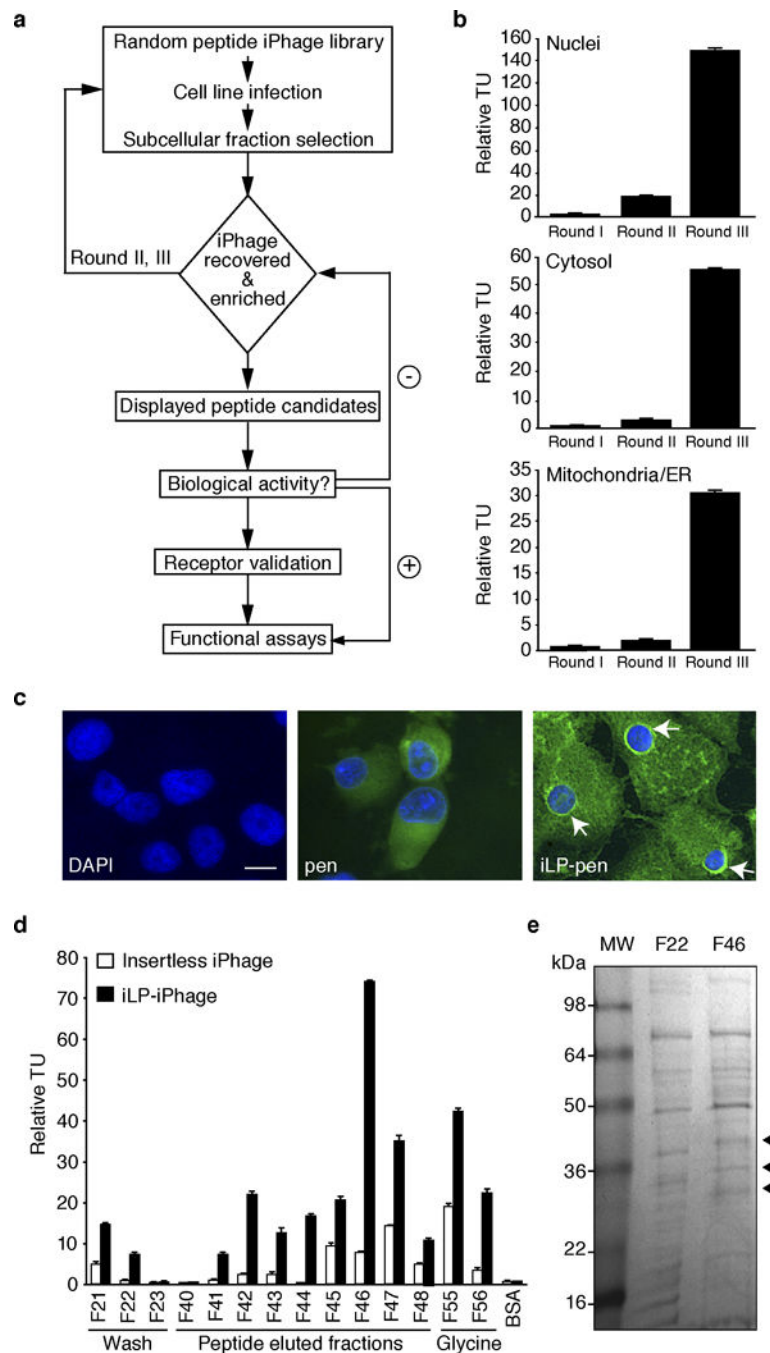 a
Random peptide iPhage library
Cell line infection
Subcellular fraction selection
iPhage
recovered
&
enriched
Round II, III
-
Displayed peptide candidates
Biological activity?
Receptor validation
+
Functional assays
b
Nuclei
Relative TU
160
140
120
100
80
60
40
20
0
Round I Round II Round III
Cytosol
Relative TU
60
50
40
30
20
10
0
Round I Round II Round III
Mitochondria/ER
Relative TU
35
30
25
20
15
10
5
0
Round I Round II Round III
c
DAPI
pen
iLP-pen
d
Insertless iPhage
iLP-iPhage
Relative TU
80
70
60
50
40
30
20
10
0
F21 F22 F23 F40 F41 F42 F43 F44 F45 F46 F47 F48 F55 F56 BSA
Wash Peptide eluted fractions Glycine
e
MW F22 F46
kDa
98
64
50
36
22
16